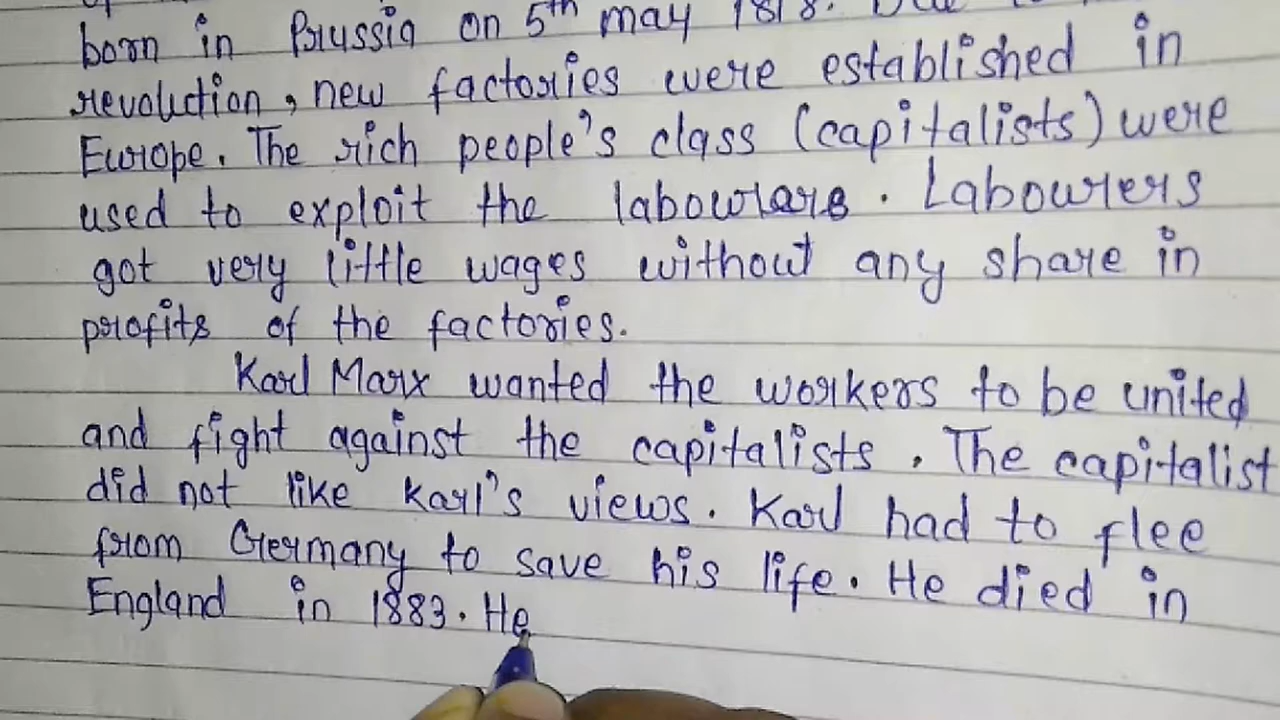 born in Prussia on 5th may 1818. Due
revolution, new factories were established in
Europe. The rich people's class (capitalists) were
used to exploit the labourars. Labourers
got very little wages without any share in
profits of the factories.
Karl Marx wanted the workers to be united
and fight against the capitalists. The capitalist
did not like Karl's views. Karl had to flee
from Germany to save his life. He died in
England in 1883. He